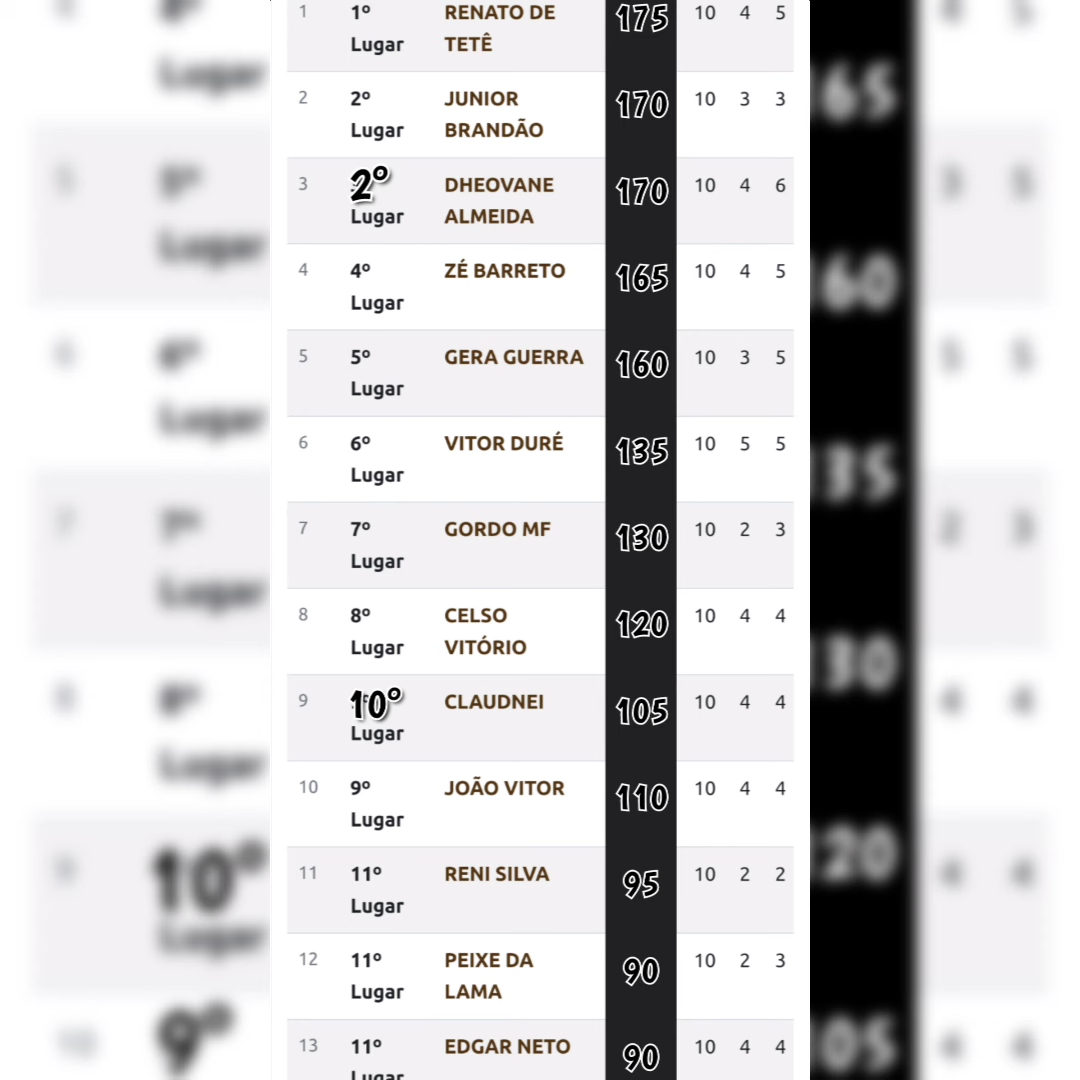 1 1º RENATO DE 175 10 4 5
Lugar TETÊ
2 2º JUNIOR 170 10 3 3
Lugar BRANDÃO
3 2º DHEOVANE 170 10 4 6
Lugar ALMEIDA
4 4º ZÉ BARRETO 165 10 4 5
Lugar
5 5º GERA GUERRA 160 10 3 5
Lugar
6 6º VITOR DURÉ 135 10 5 5
Lugar
7 7º GORDO MF 130 10 2 3
Lugar
8 8º CELSO 120 10 4 4
Lugar VITÓRIO
9 10º CLAUDNEI 105 10 4 4
Lugar
10 9º JOÃO VITOR 110 10 4 4
Lugar
11 11º RENI SILVA 95 10 2 2
Lugar
12 11º PEIXE DA 90 10 2 3
Lugar LAMA
13 11º EDGAR NETO 90 10 4 4
Lugar